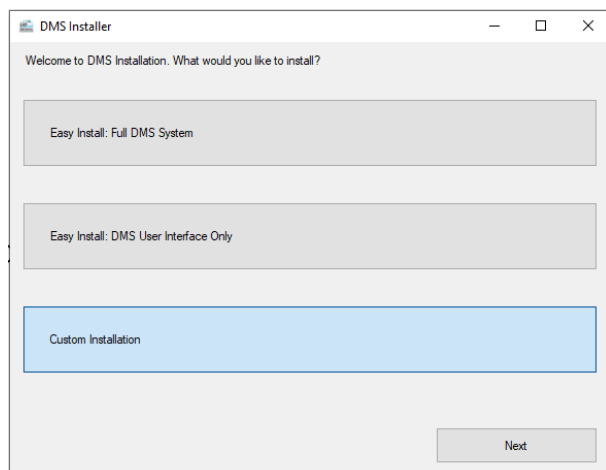 DMS Installer
Welcome to DMS Installation. What would you like to install?
Easy Install: Full DMS System
Easy Install: DMS User Interface Only
Custom Installation
Next